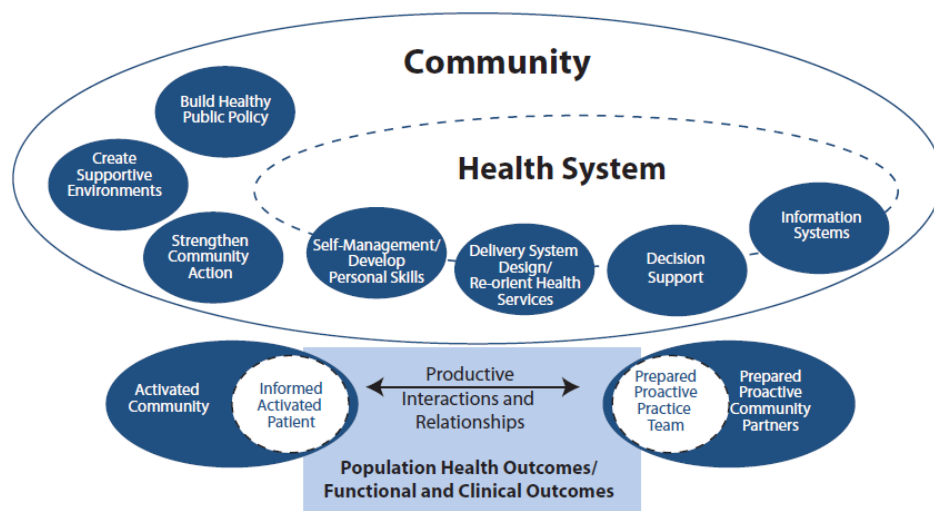 Community
Build Healthy
Public Policy
Health System
Create
Supportive
Environments
Information
Systems
Strengthen
Community
Action
Self-Management/
Develop
Personal Skills
Delivery System
Design/
Re-orient Health
Services
Decision
Support
Activated
Community
Informed
Activated
Patient
Productive
Interactions and
Relationships
Prepared
Proactive
Practice
Team
Prepared
Proactive
Community
Partners
Population Health Outcomes/
Functional and Clinical Outcomes